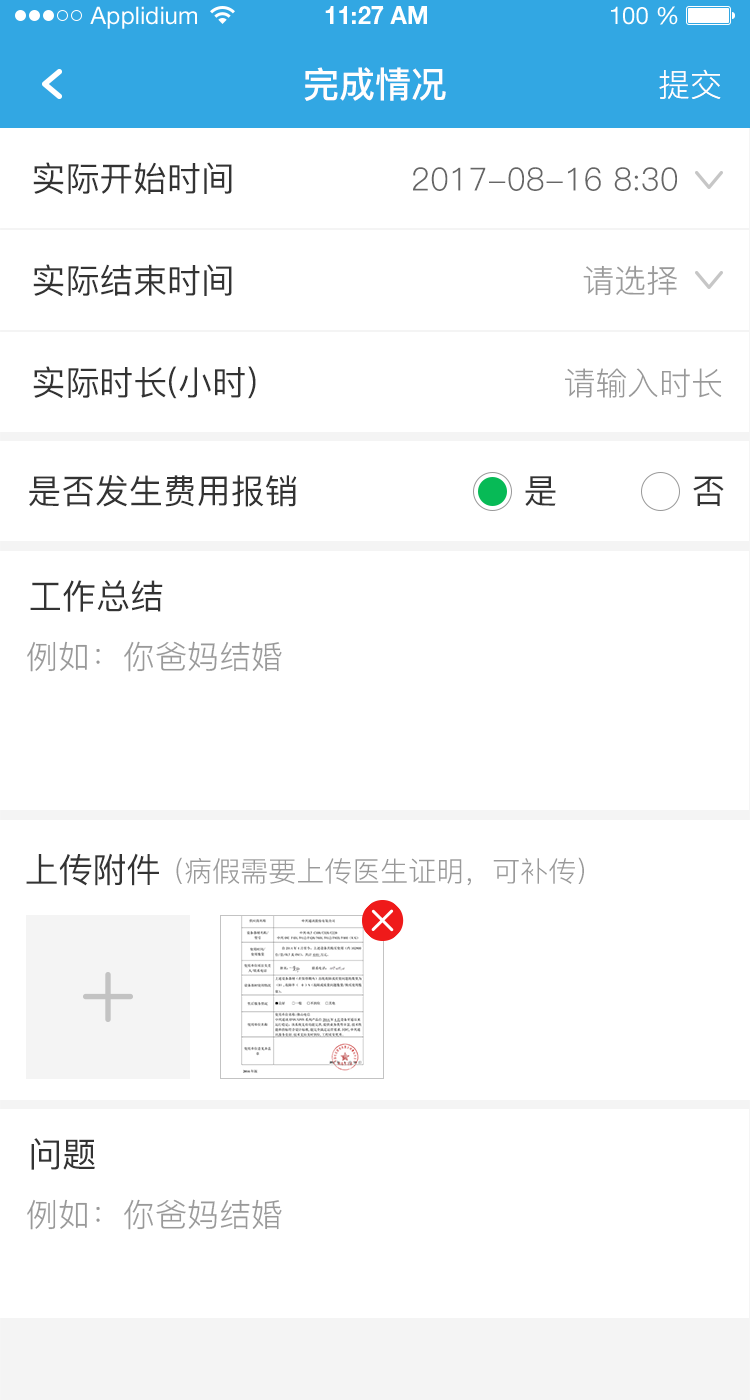 Applidium 11:27 AM 100 %
完成情况 提交
实际开始时间 2017-08-16 8:30
实际结束时间 请选择
实际时长(小时) 请输入时长
是否发生费用报销 是 否
工作总结
例如：你爸妈结婚
上传附件（病假需要上传医生证明，可补传）
问题
例如：你爸妈结婚